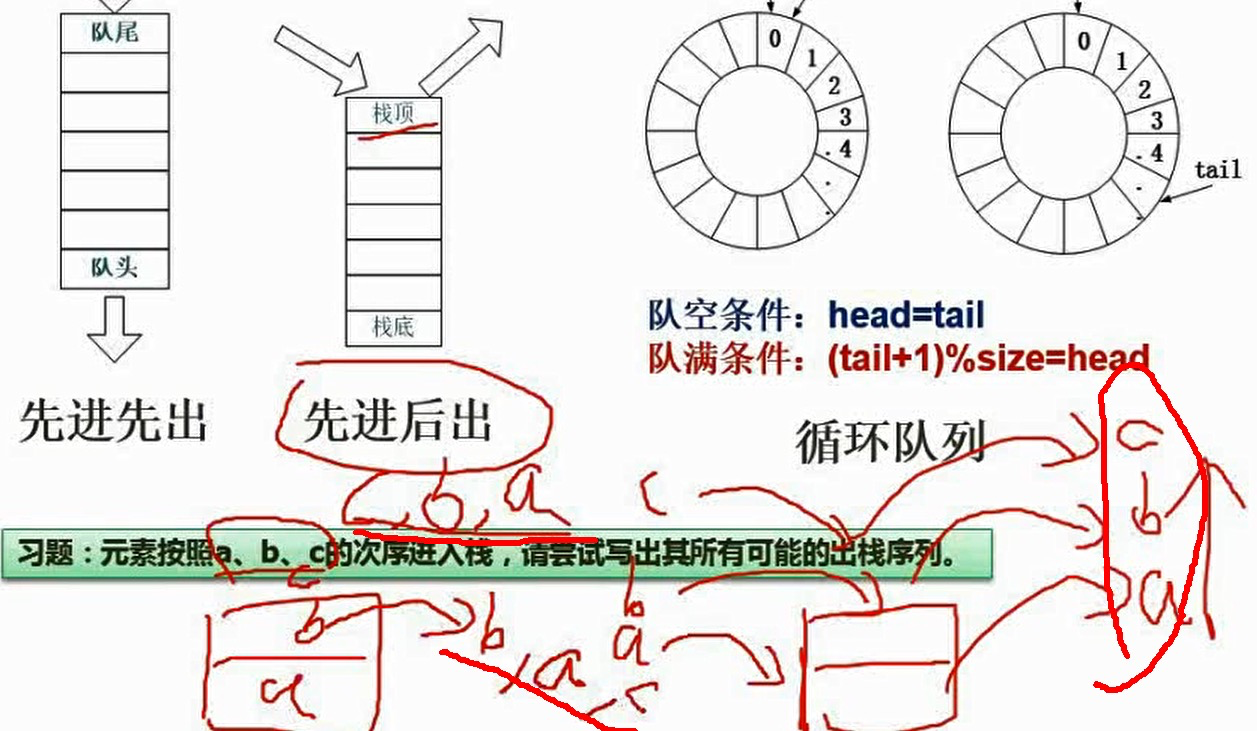 队尾
队头
先进先出
栈顶
栈底
先进后出
0
1
2
3
. 4
.
.
0
1
2
3
. 4
.
.
tail
队空条件：head=tail
队满条件：(tail+1)%size=head
循环队列
c, b, a
c
c
b
a
习题：元素按照a、b、c的次序进入栈，请尝试写出其所有可能的出栈序列。
c
b
a
b
a
c
b
a